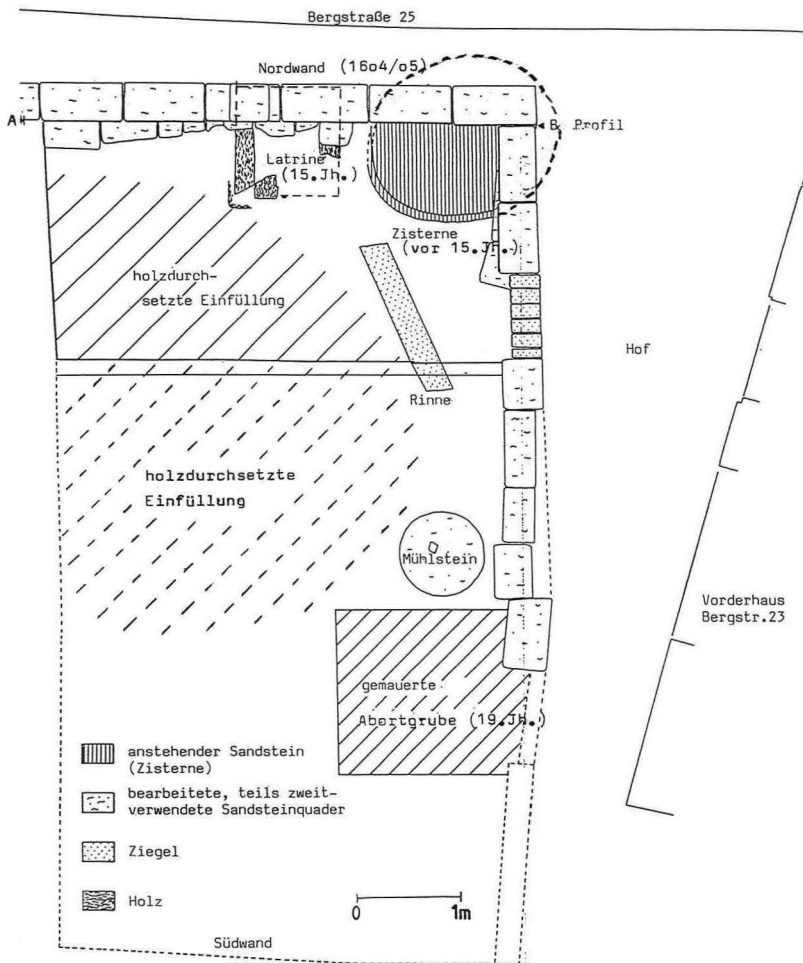 Bergstraße 25
Nordwand (16o4/o5)
A
B Profil
Latrine
(15.Jh.)
Zisterne
(vor 15.Jh.)
holzdurch-
setzte Einfüllung
Hof
Rinne
holzdurchsetzte
Einfüllung
Mühlstein
Vorderhaus
Bergstr.23
gemauerte
Abortgrube (19.Jh.)
anstehender Sandstein
(Zisterne)
bearbeitete, teils zweit-
verwendete Sandsteinquader
Ziegel
Holz
0 1m
Südwand